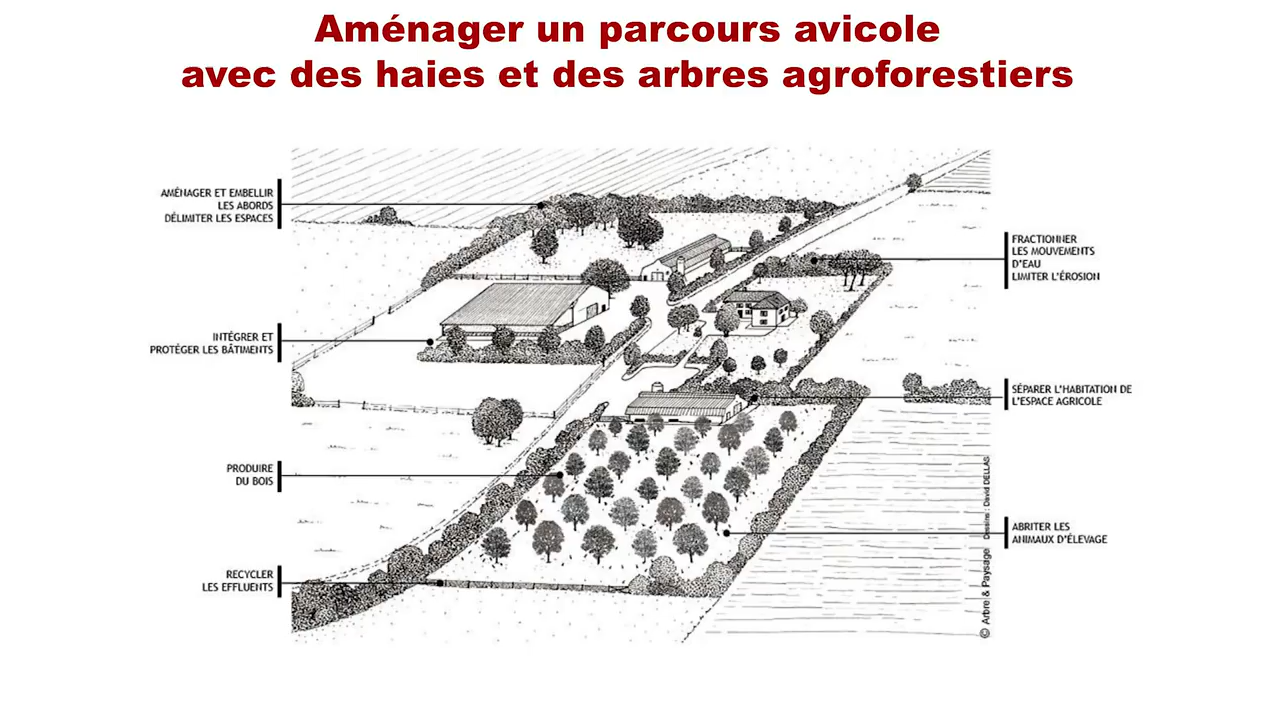 Aménager un parcours avicole
avec des haies et des arbres agroforestiers
AMÉNAGER ET EMBELLIR
LES ABORDS
DÉLIMITER LES ESPACES
FRACTIONNER
LES MOUVEMENTS
D'EAU
LIMITER L'ÉROSION
INTÉGRER ET
PROTÉGER LES BÂTIMENTS
SÉPARER L'HABITATION DE
L'ESPACE AGRICOLE
PRODUIRE
DU BOIS
ABRITER LES
ANIMAUX D'ÉLEVAGE
RECYCLER
LES EFFLUENTS
© Arbre & Paysage Dessins : David DELLAS